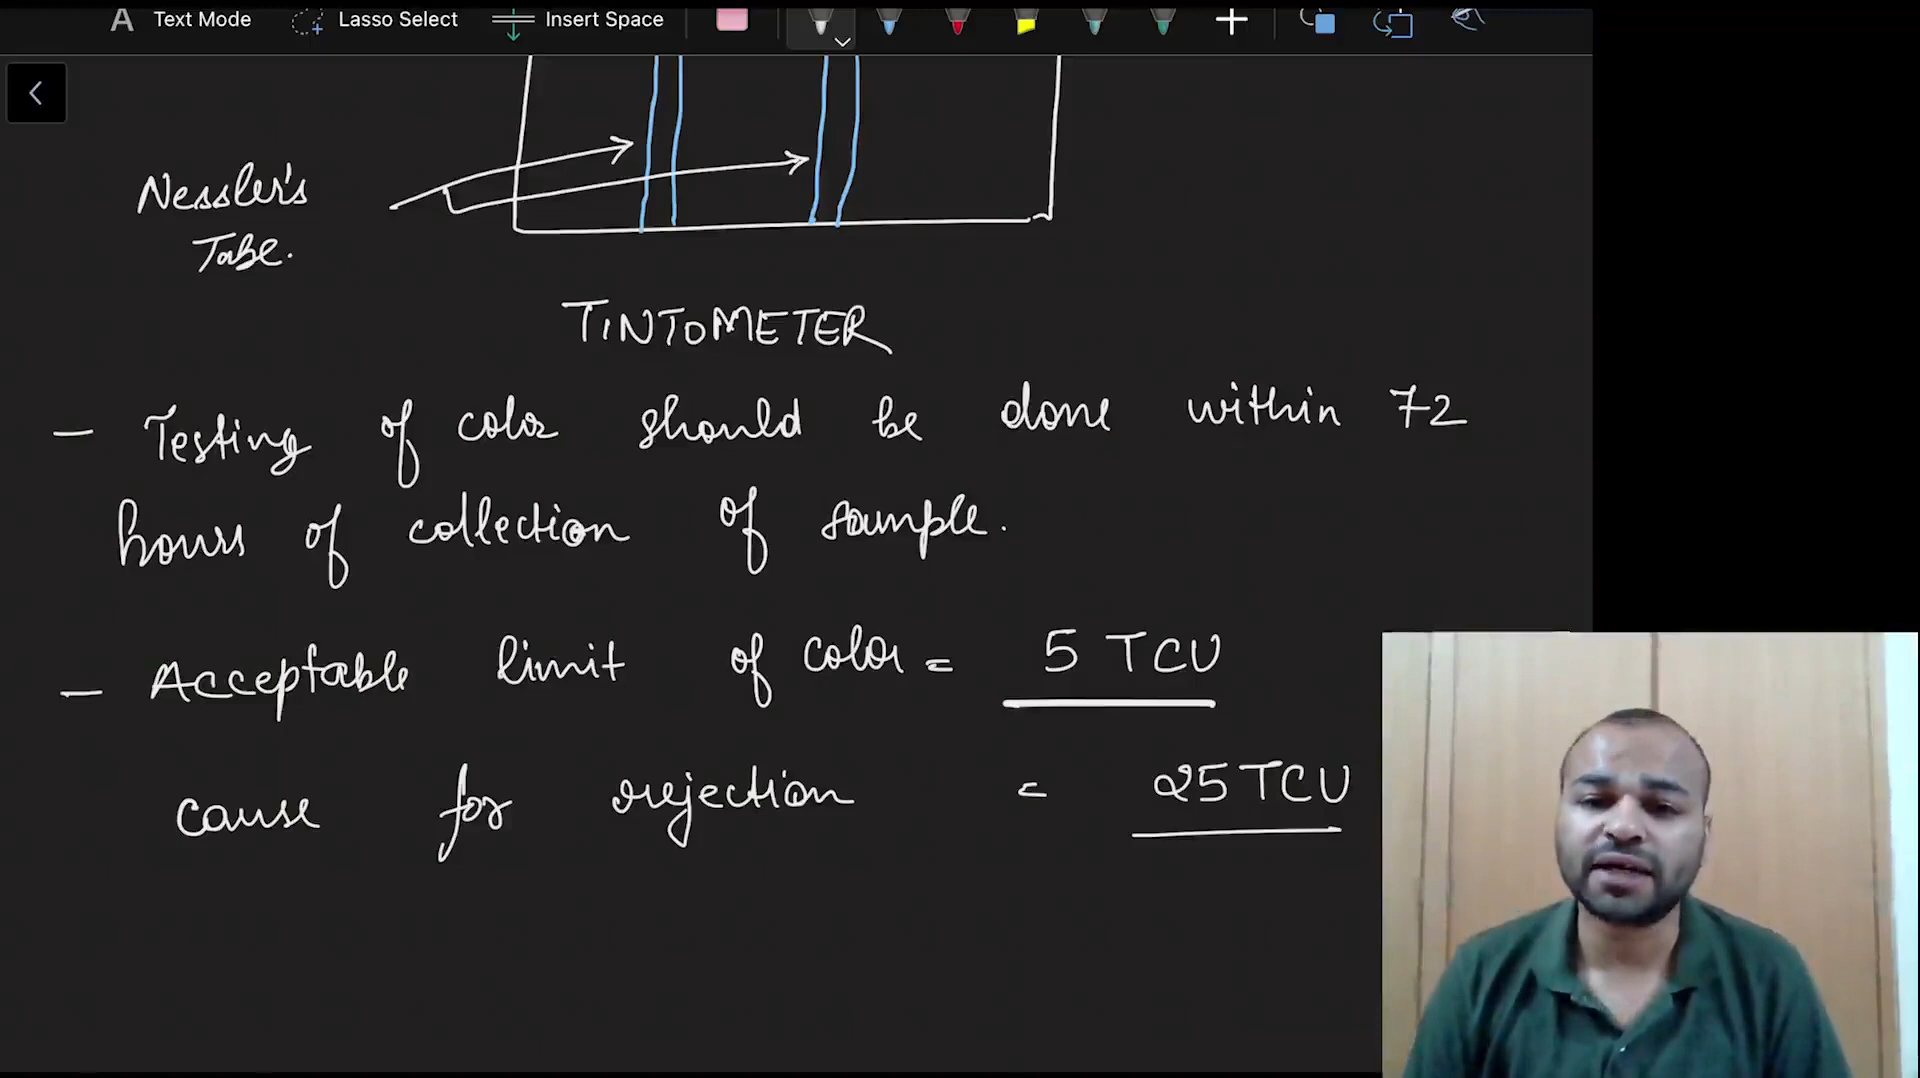 Text Mode Lasso Select Insert Space
Nessler's
Tube.
TINTOMETER
- Testing of color should be done within 72
hours of collection of sample.
- Acceptable limit of color = 5 TCU
cause for rejection = 25 TCU